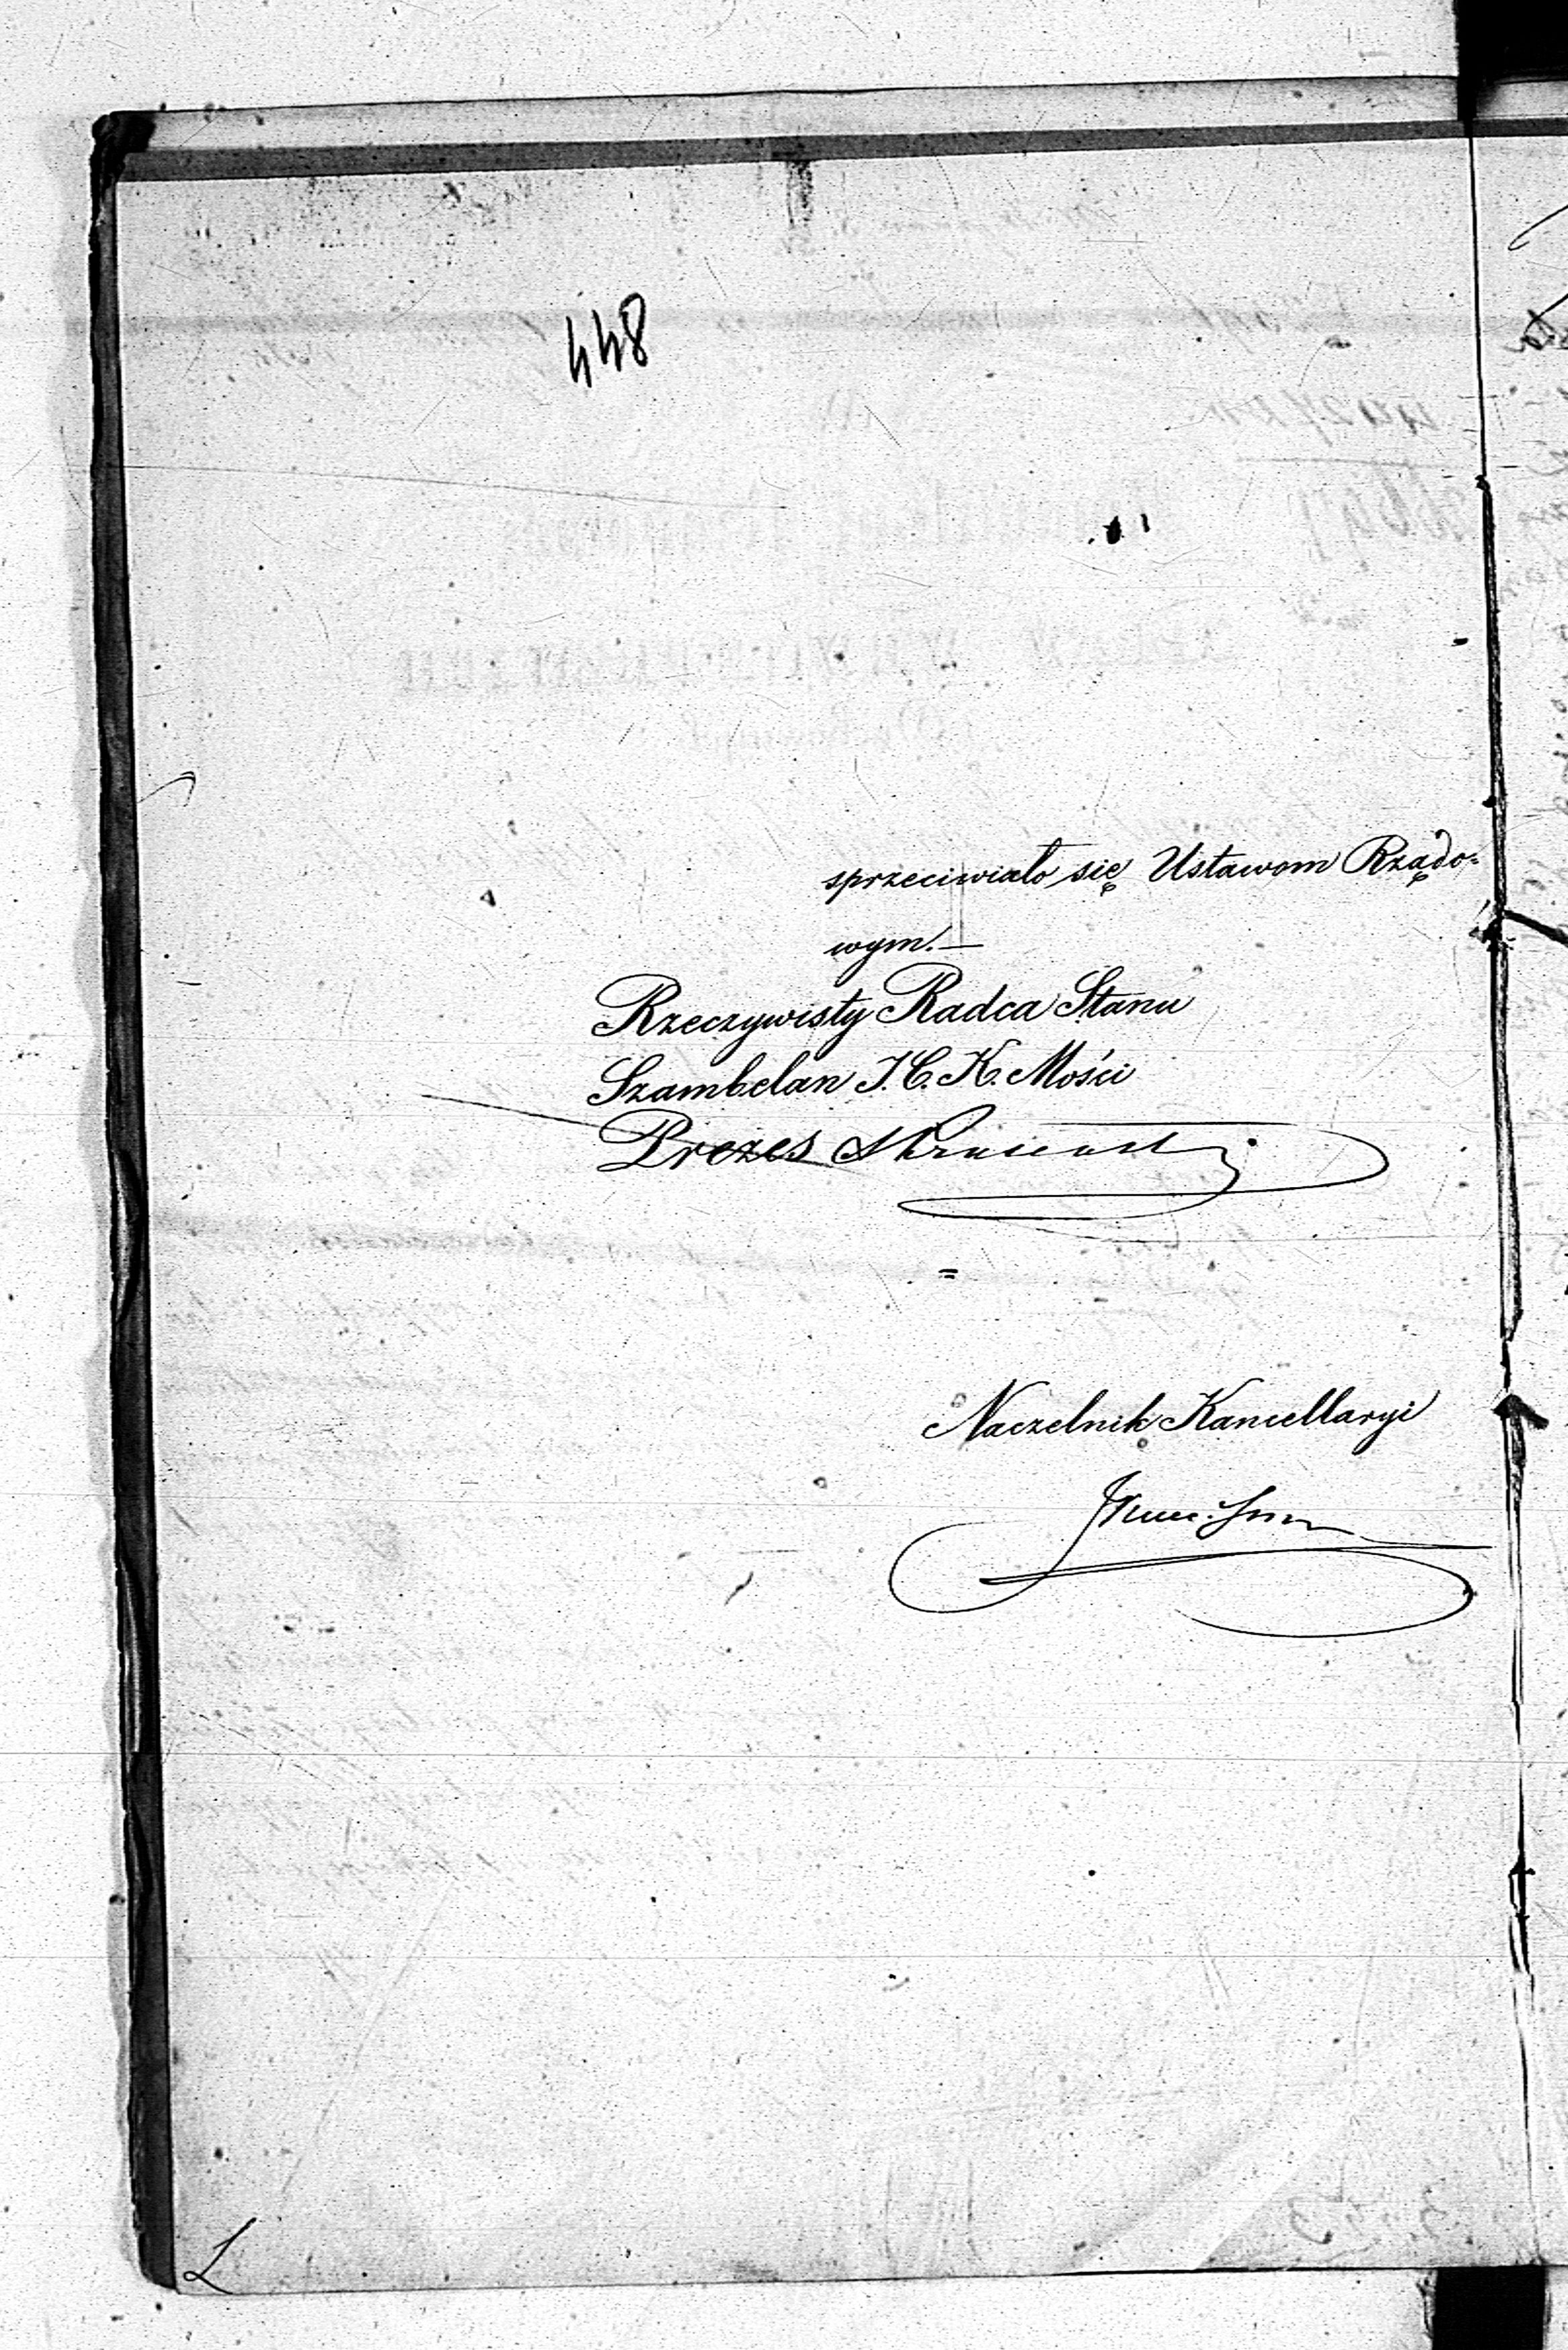 448
sprzeciwiało się Ustawom Rządo=
wym.—
Rzeczywisty Radca Stanu
Szambelan J. C. K. Mości
Prezes
Naczelnik Kancellaryi